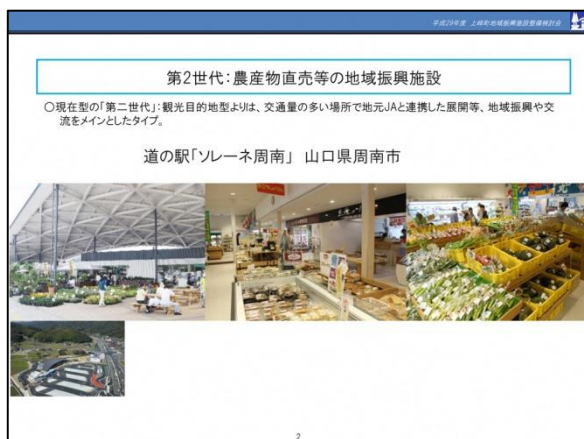 平成29年度 上峰町地域振興施設整備検討会
第2世代：農産物直売等の地域振興施設
○現在型の「第二世代」：観光目的地型よりは、交通量の多い場所で地元JAと連携した展開等、地域振興や交
流をメインとしたタイプ。
道の駅「ソレーネ周南」 山口県周南市
2